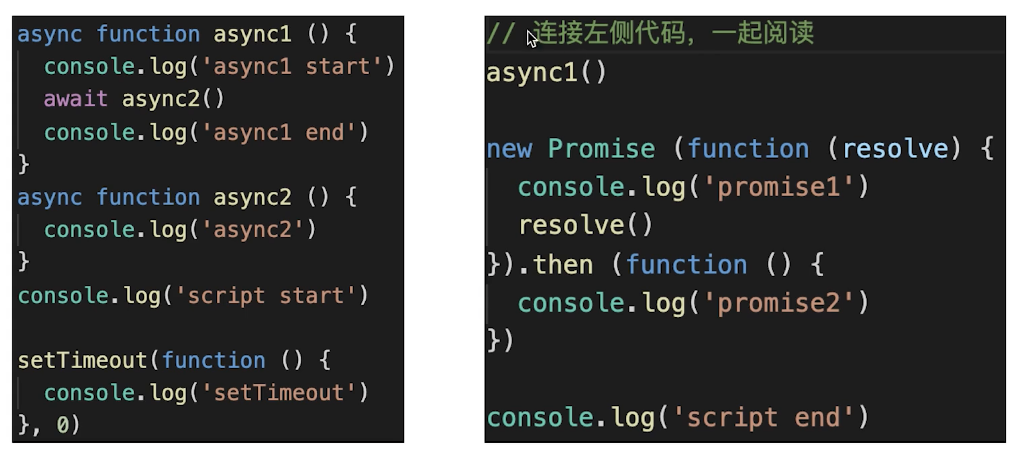 async function async1 () {
  console.log('async1 start')
  await async2()
  console.log('async1 end')
}
async function async2 () {
  console.log('async2')
}
console.log('script start')

setTimeout(function () {
  console.log('setTimeout')
}, 0)
// 连接左侧代码，一起阅读
async1()

new Promise (function (resolve) {
  console.log('promise1')
  resolve()
}).then (function () {
  console.log('promise2')
})

console.log('script end')